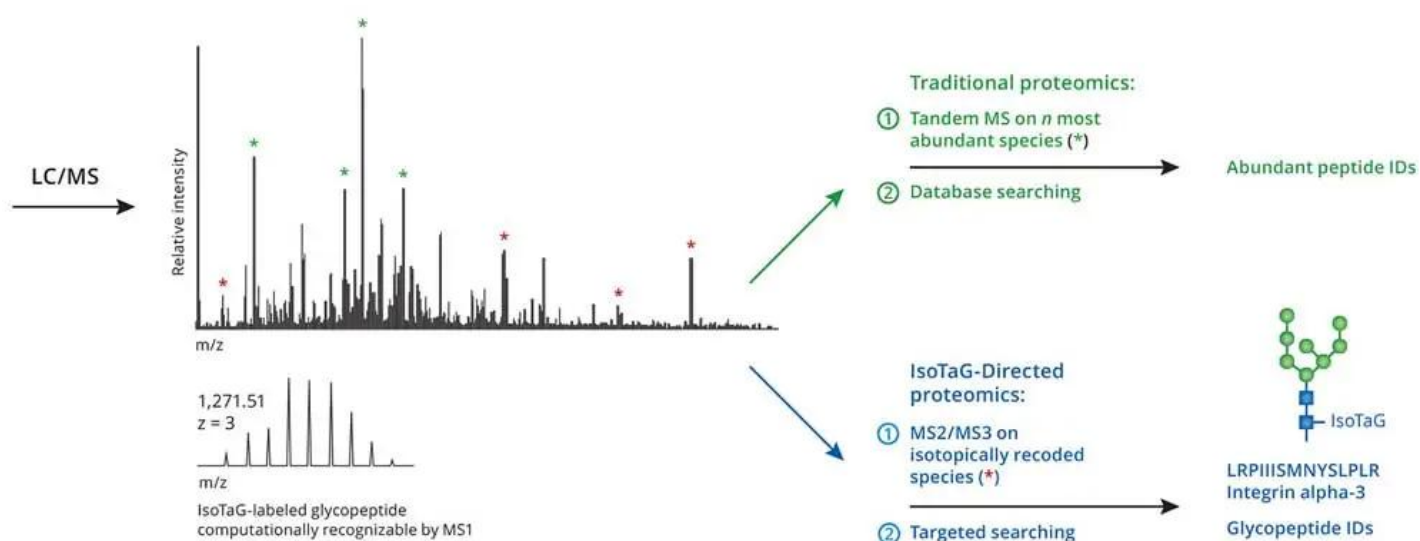 LC/MS
Relative intensity
*
*
*
*
*
*
*
*
*
m/z
1,271.51
z = 3
m/z
IsoTaG-labeled glycopeptide
computationally recognizable by MS1
Traditional proteomics:
1 Tandem MS on n most
abundant species (*)
2 Database searching
Abundant peptide IDs
IsoTaG-Directed
proteomics:
1 MS2/MS3 on
isotopically recoded
species (*)
2 Targeted searching
IsoTaG
LRPIIISMNYSLPLR
Integrin alpha-3
Glycopeptide IDs